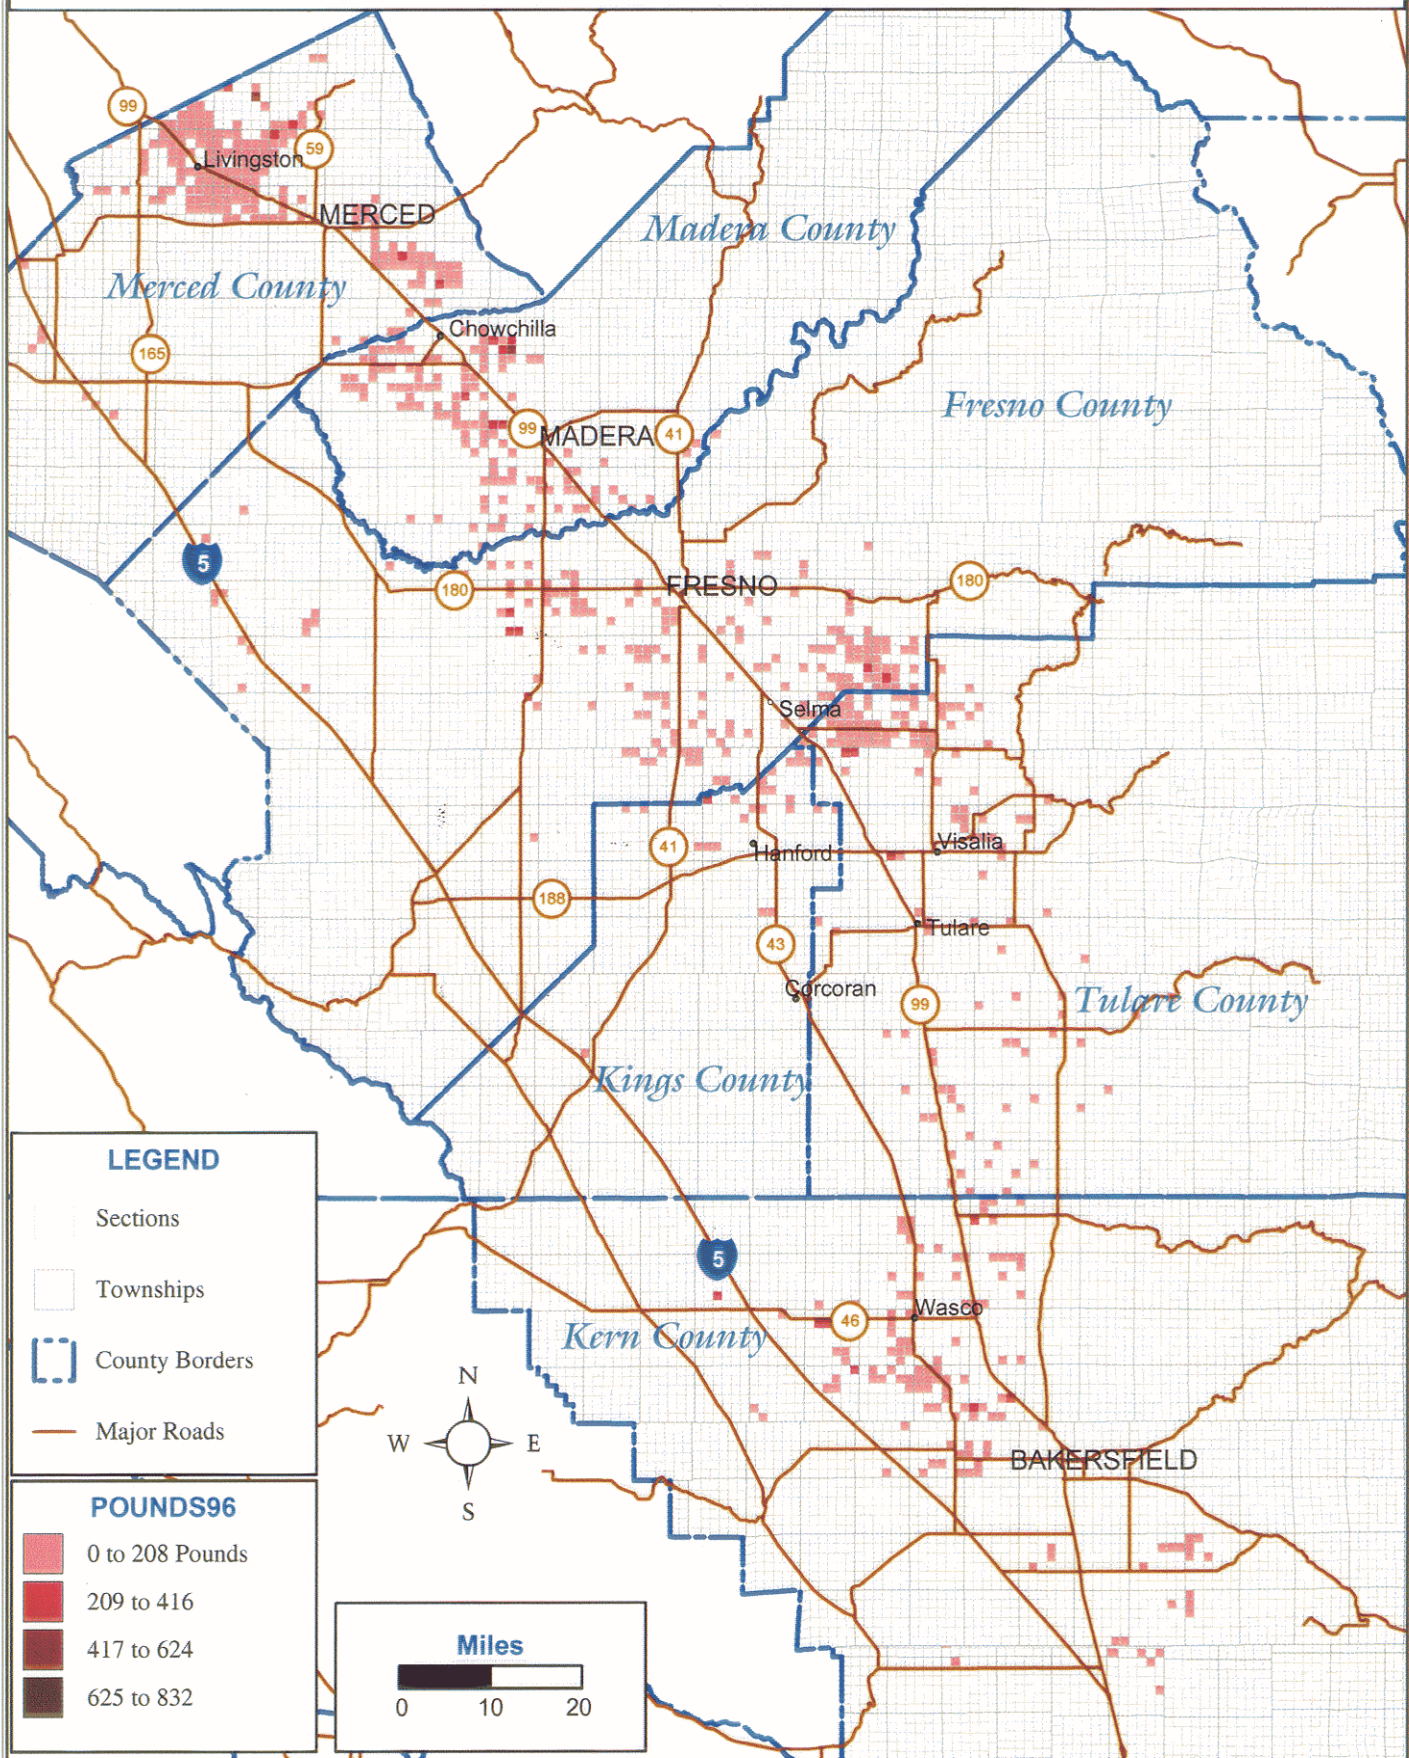 99
59
Livingston
MERCED
Madera County
Merced County
Chowchilla
165
Fresno County
99
MADERA
41
5
180
FRESNO
180
Selma
41
Hanford
Visalia
188
Tulare
43
Corcoran
99
Tulare County
Kings County
LEGEND
Sections
Townships
County Borders
Major Roads
5
Wasco
46
Kern County
N
W
E
S
BAKERSFIELD
POUNDS96
0 to 208 Pounds
209 to 416
417 to 624
625 to 832
Miles
0 10 20